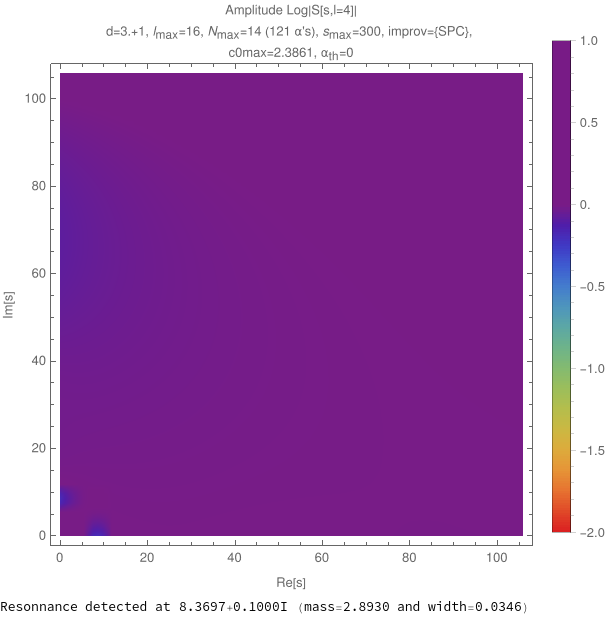 Amplitude Log|S[s,l=4]|
d=3.+1, lmax=16, Nmax=14 (121 α's), smax=300, improv={SPC},
c0max=2.3861, αth=0
1.0
0.5
0.
−0.5
−1.0
−1.5
−2.0
100
80
60
40
20
0
Im[s]
0 20 40 60 80 100
Re[s]
Resonnance detected at 8.3697+0.1000I (mass=2.8930 and width=0.0346)